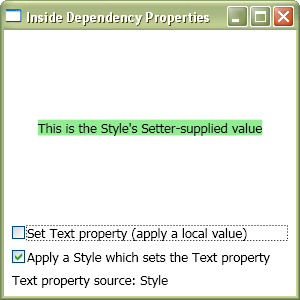 Inside Dependency Properties
This is the Style's Setter-supplied value
Set Text property (apply a local value)
Apply a Style which sets the Text property
Text property source: Style